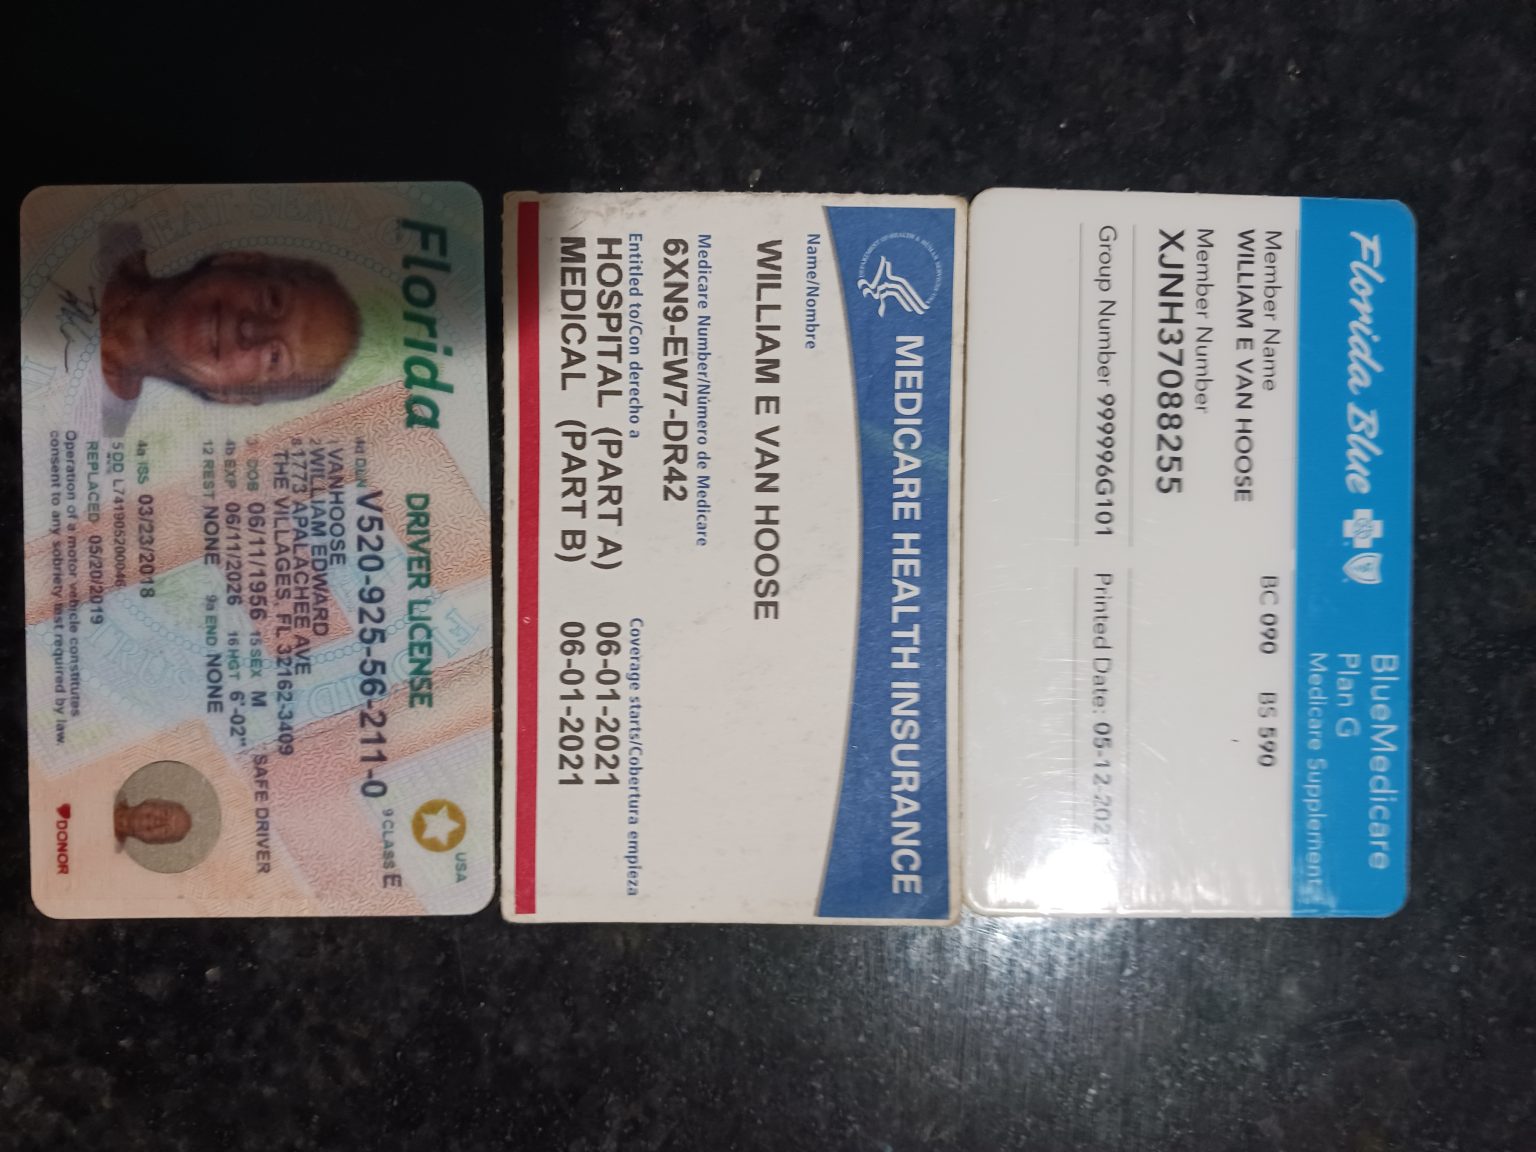 Florida DRIVER LICENSE
USA
9 CLASS E
4d DLN V520-925-56-211-0
1 VANHOOSE
2 WILLIAM EDWARD
8 1773 APALACHEE AVE
THE VILLAGES, FL 32162-3409
3 DOB 06/11/1956 15 SEX M
SAFE DRIVER
4b EXP 06/11/2026 16 HGT 6'-02"
12 REST NONE 9a END NONE
4a ISS 03/23/2018
5 DD L741905200046
REPLACED 05/20/2019
Operation of a motor vehicle constitutes
consent to any sobriety test required by law.
DONOR
MEDICARE HEALTH INSURANCE
Name/Nombre
WILLIAM E VAN HOOSE
Medicare Number/Número de Medicare
6XN9-EW7-DR42
Entitled to/Con derecho a Coverage starts/Cobertura empieza
HOSPITAL (PART A) 06-01-2021
MEDICAL (PART B) 06-01-2021
Florida Blue
BlueMedicare
Plan G
Medicare Supplement
Member Name
WILLIAM E VAN HOOSE
BC 090 BS 590
Member Number
XJNH37088255
Group Number 999996G101
Printed Date: 05-12-2021